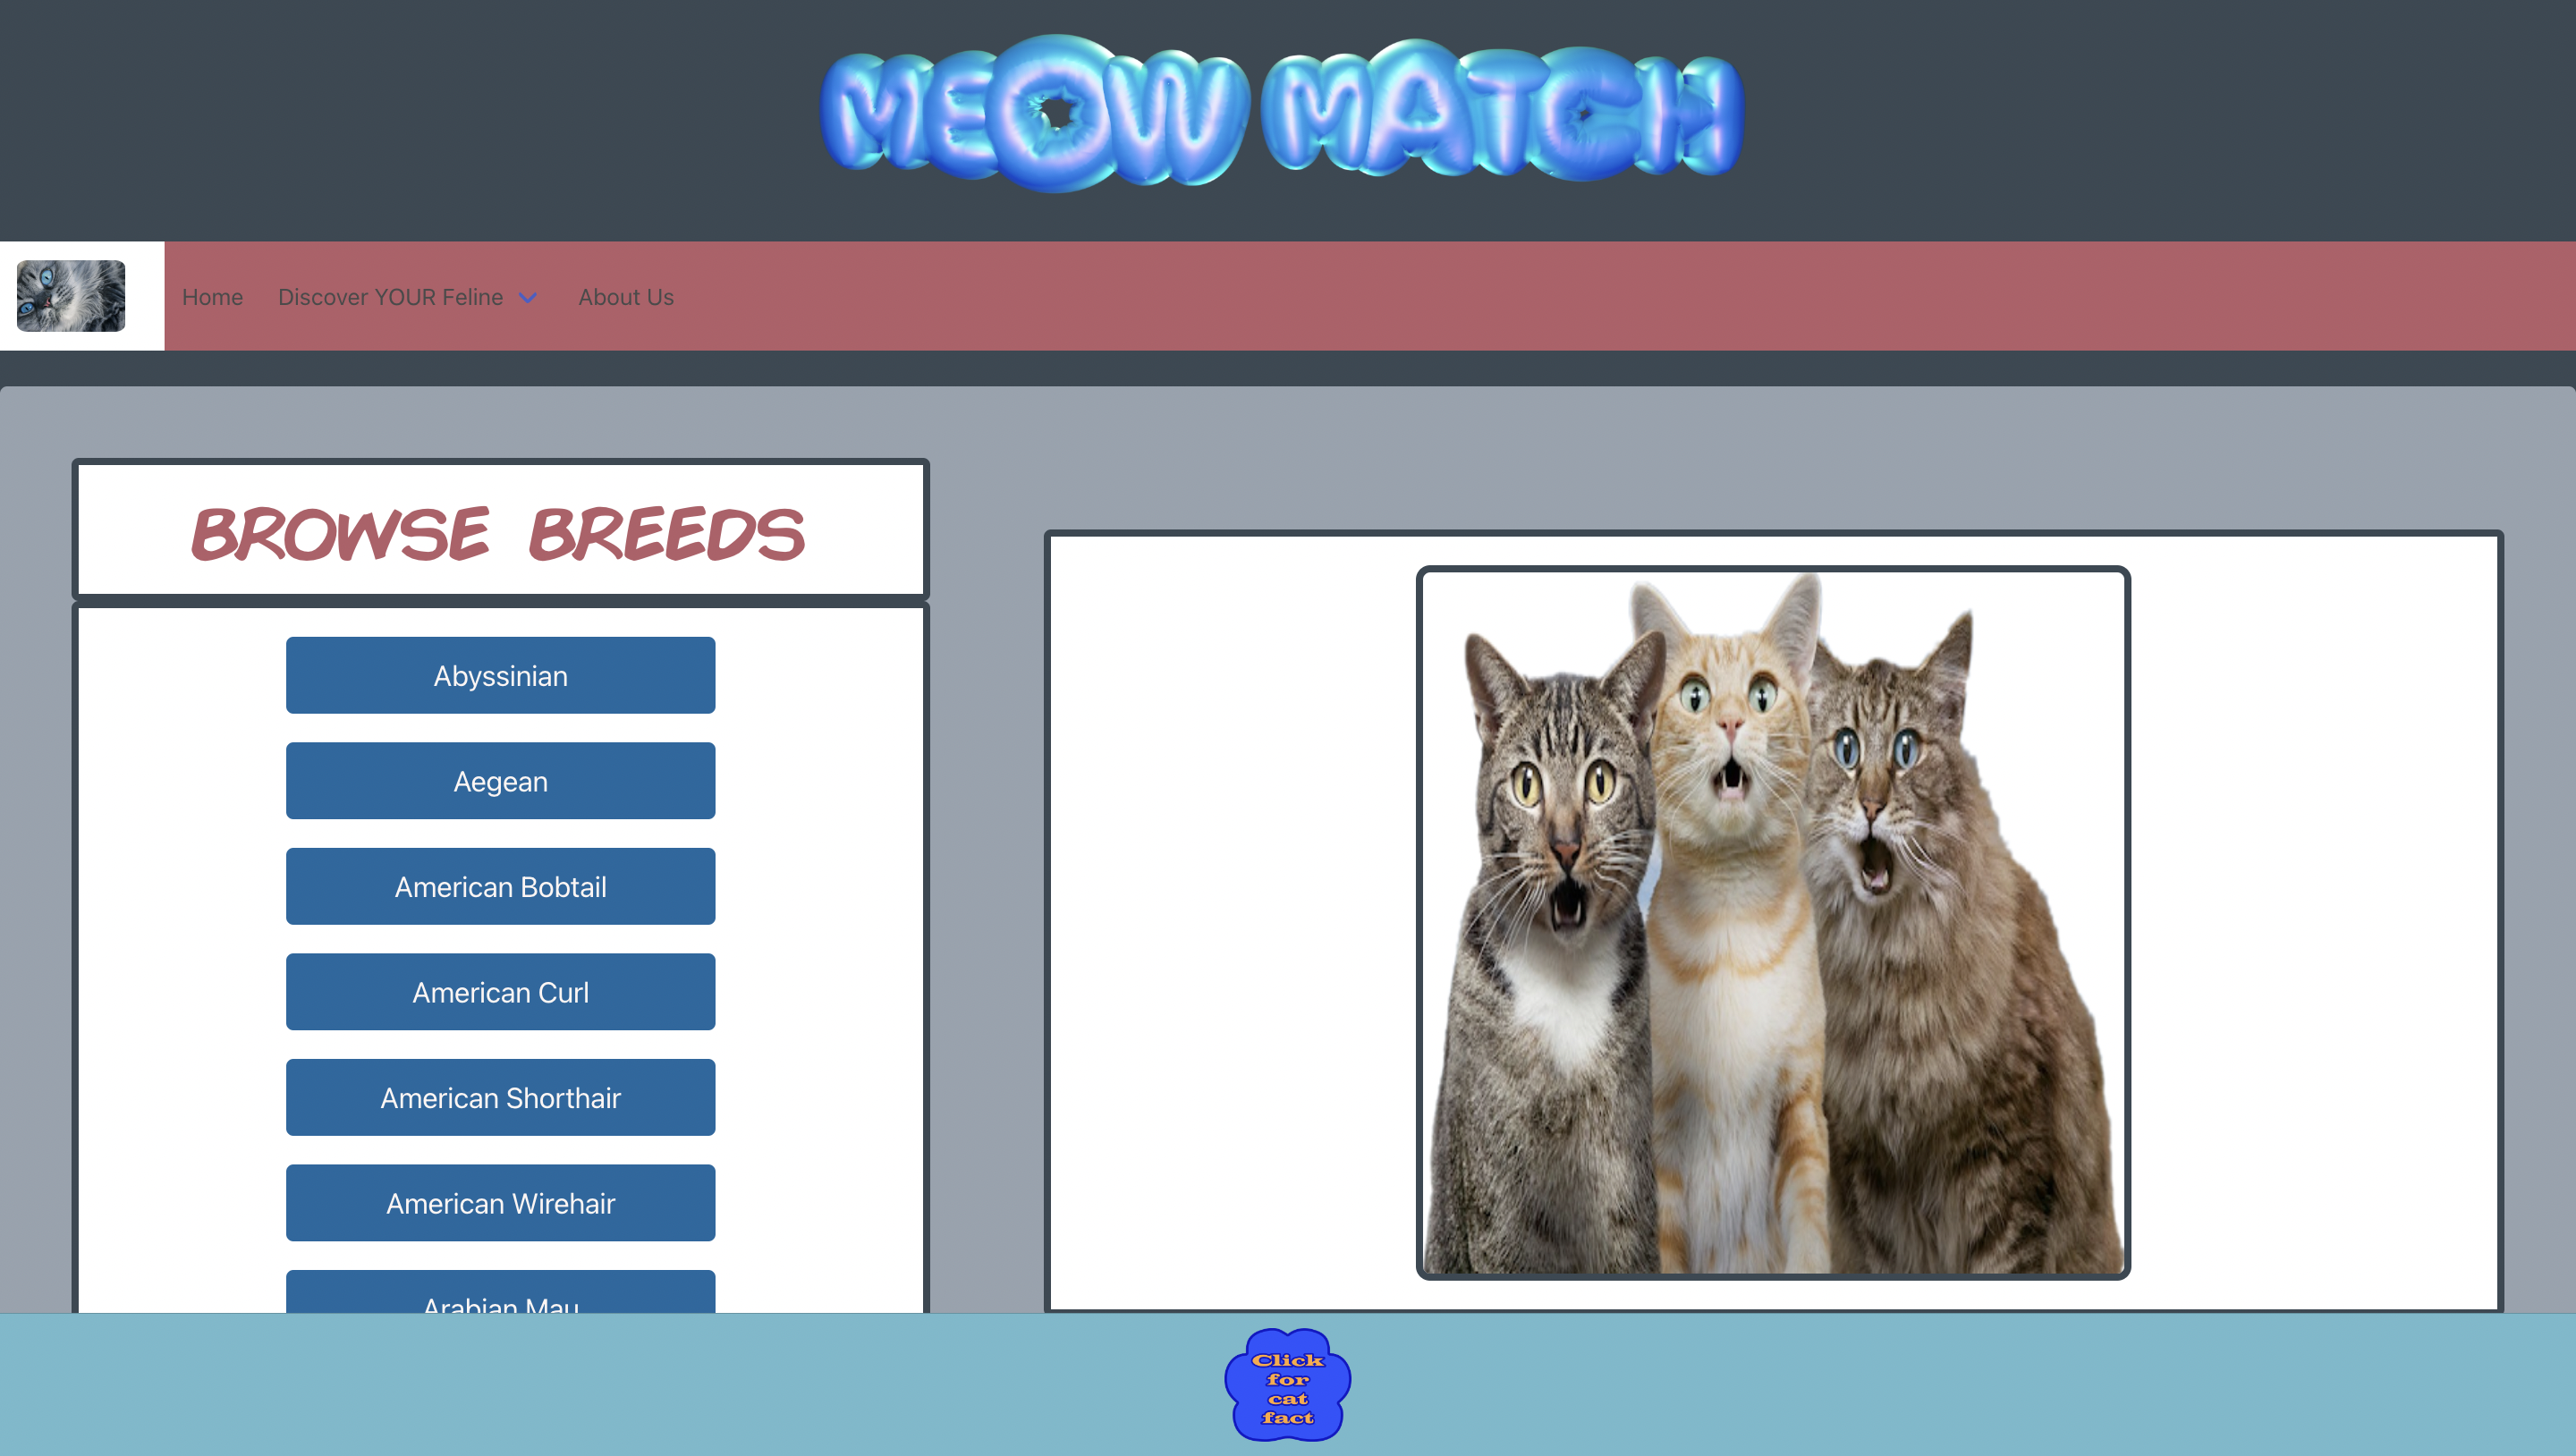 MEOW MATCH
Home Discover YOUR Feline About Us
BROWSE BREEDS
Abyssinian
Aegean
American Bobtail
American Curl
American Shorthair
American Wirehair
Arabian Mau
Click
for
cat
fact